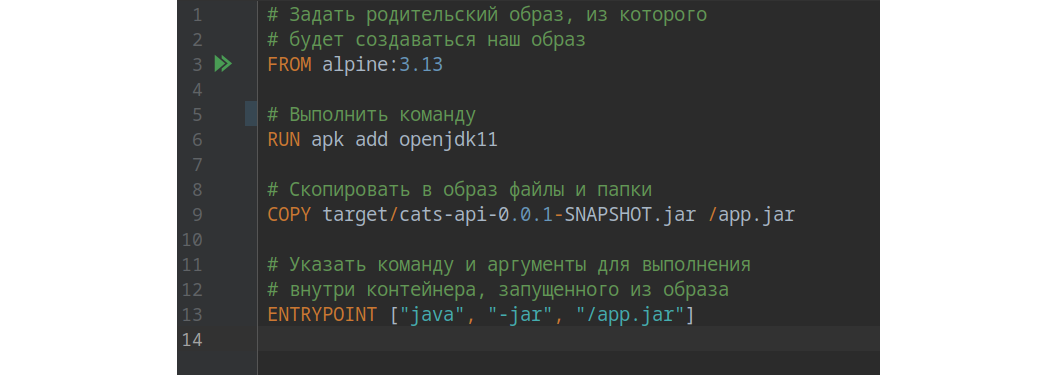 1 # Задать родительский образ, из которого
2 # будет создаваться наш образ
3 FROM alpine:3.13
4
5 # Выполнить команду
6 RUN apk add openjdk11
7
8 # Скопировать в образ файлы и папки
9 COPY target/cats-api-0.0.1-SNAPSHOT.jar /app.jar
10
11 # Указать команду и аргументы для выполнения
12 # внутри контейнера, запущенного из образа
13 ENTRYPOINT ["java", "-jar", "/app.jar"]
14